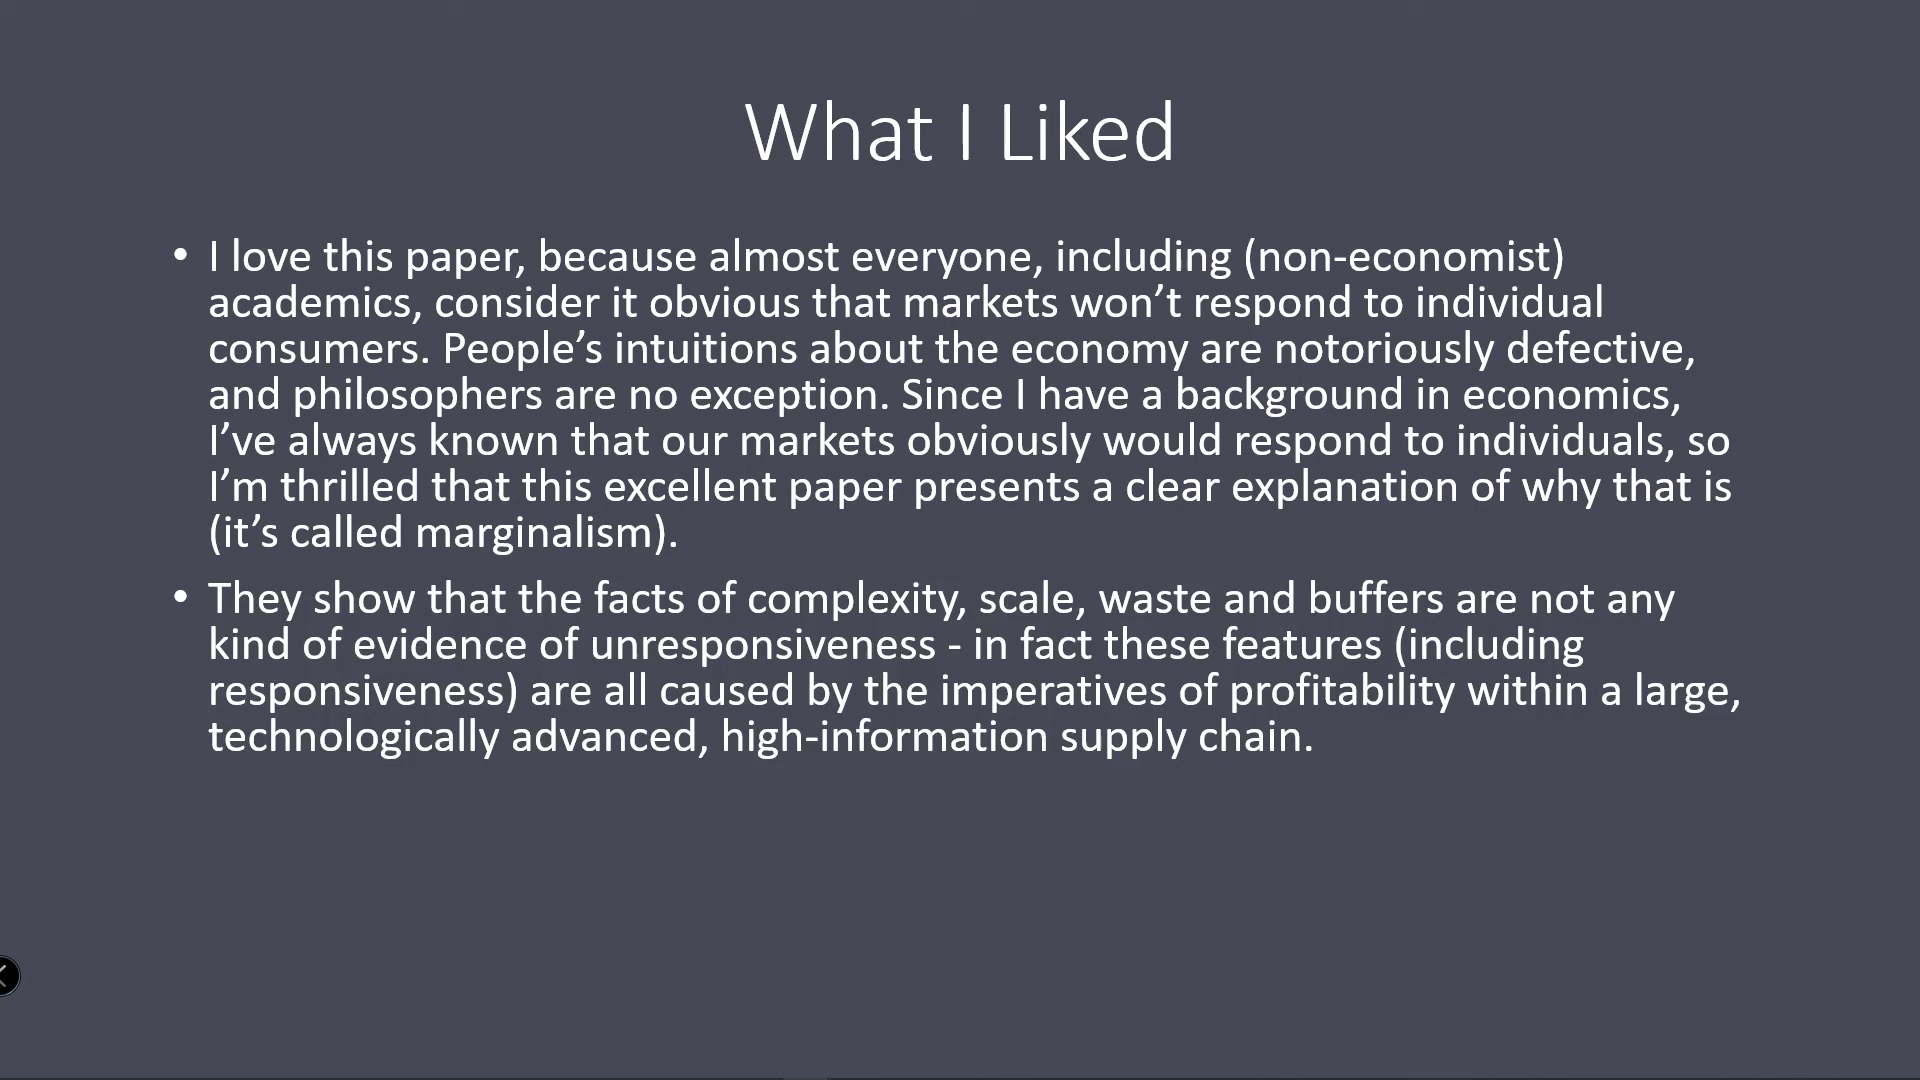 What I Liked
• I love this paper, because almost everyone, including (non-economist)
academics, consider it obvious that markets won’t respond to individual
consumers. People’s intuitions about the economy are notoriously defective,
and philosophers are no exception. Since I have a background in economics,
I’ve always known that our markets obviously would respond to individuals, so
I’m thrilled that this excellent paper presents a clear explanation of why that is
(it’s called marginalism).
• They show that the facts of complexity, scale, waste and buffers are not any
kind of evidence of unresponsiveness - in fact these features (including
responsiveness) are all caused by the imperatives of profitability within a large,
technologically advanced, high-information supply chain.